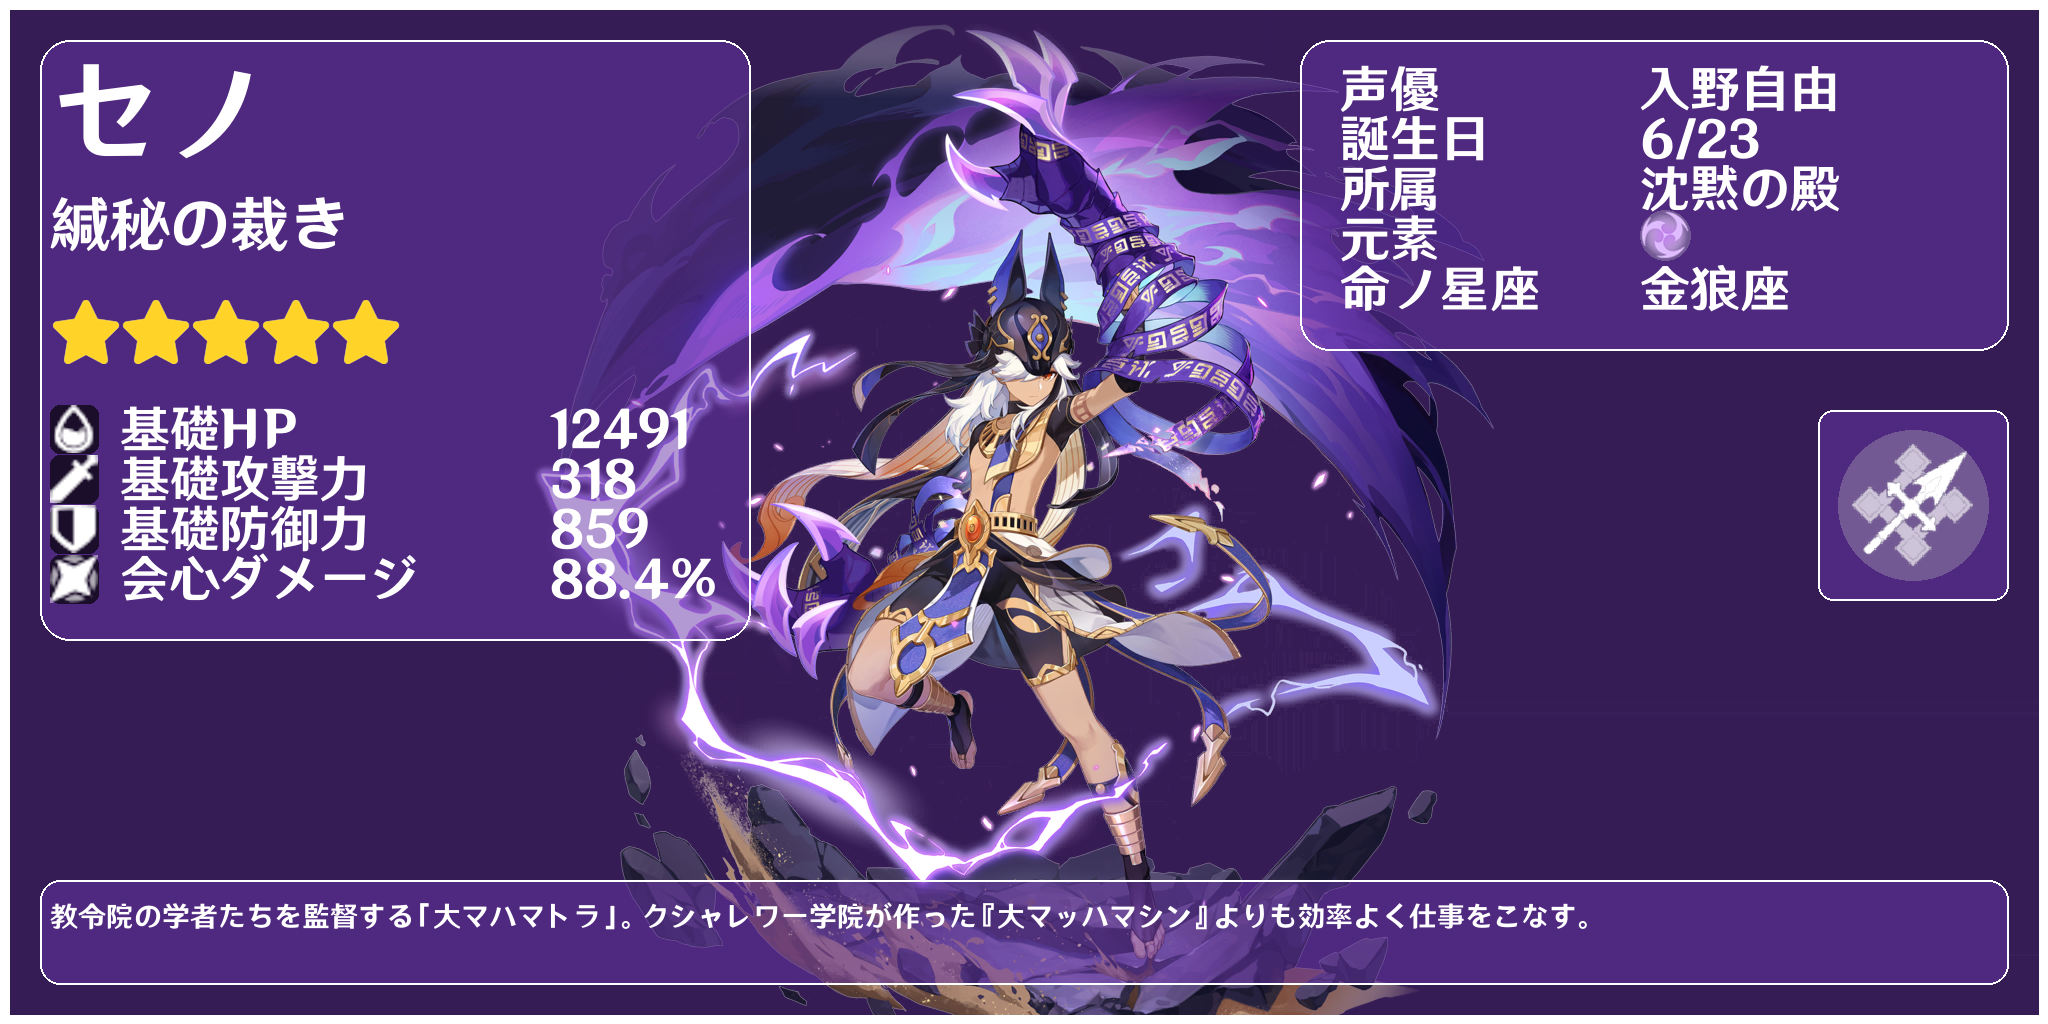 セノ
緘秘の裁き
基礎HP 12491
基礎攻撃力 318
基礎防御力 859
会心ダメージ 88.4%
声優 入野自由
誕生日 6/23
所属 沈黙の殿
元素
命ノ星座 金狼座
教令院の学者たちを監督する「大マハマトラ」。クシャレワー学院が作った『大マッハマシン』よりも効率よく仕事をこなす。